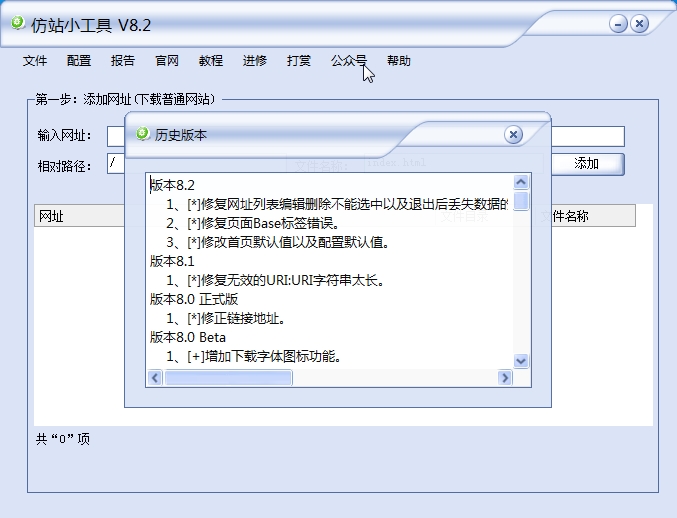 仿站小工具 V8.2
文件 配置 报告 官网 教程 进修 打赏 公众号 帮助
第一步：添加网址(下载普通网站)
输入网址：
相对路径： /
文件名称： index.html
添加
网址
文件名称
历史版本
版本8.2
1、[*]修复网址列表编辑删除不能选中以及退出后丢失数据的
2、[*]修复页面Base标签错误。
3、[*]修改首页默认值以及配置默认值。
版本8.1
1、[*]修复无效的URI:URI字符串太长。
版本8.0 正式版
1、[*]修正链接地址。
版本8.0 Beta
1、[+]增加下载字体图标功能。
共“0”项